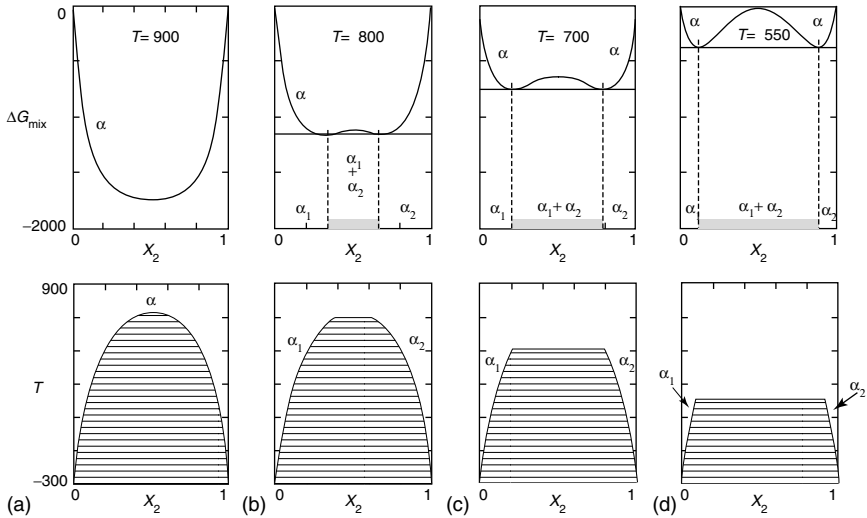 0
T= 900
α
ΔGmix
−2000
0
1
X2
T= 800
α
α1
+
α2
α1
α2
0
1
X2
T= 700
α
α
α1
α1 + α2
α2
0
1
X2
T= 550
α
α
α1
α1 + α2
α2
0
1
X2
900
α
T
−300
(a)
0
1
X2
α1
α2
(b)
0
1
X2
α1
α2
(c)
0
1
X2
α1
α2
(d)
0
1
X2